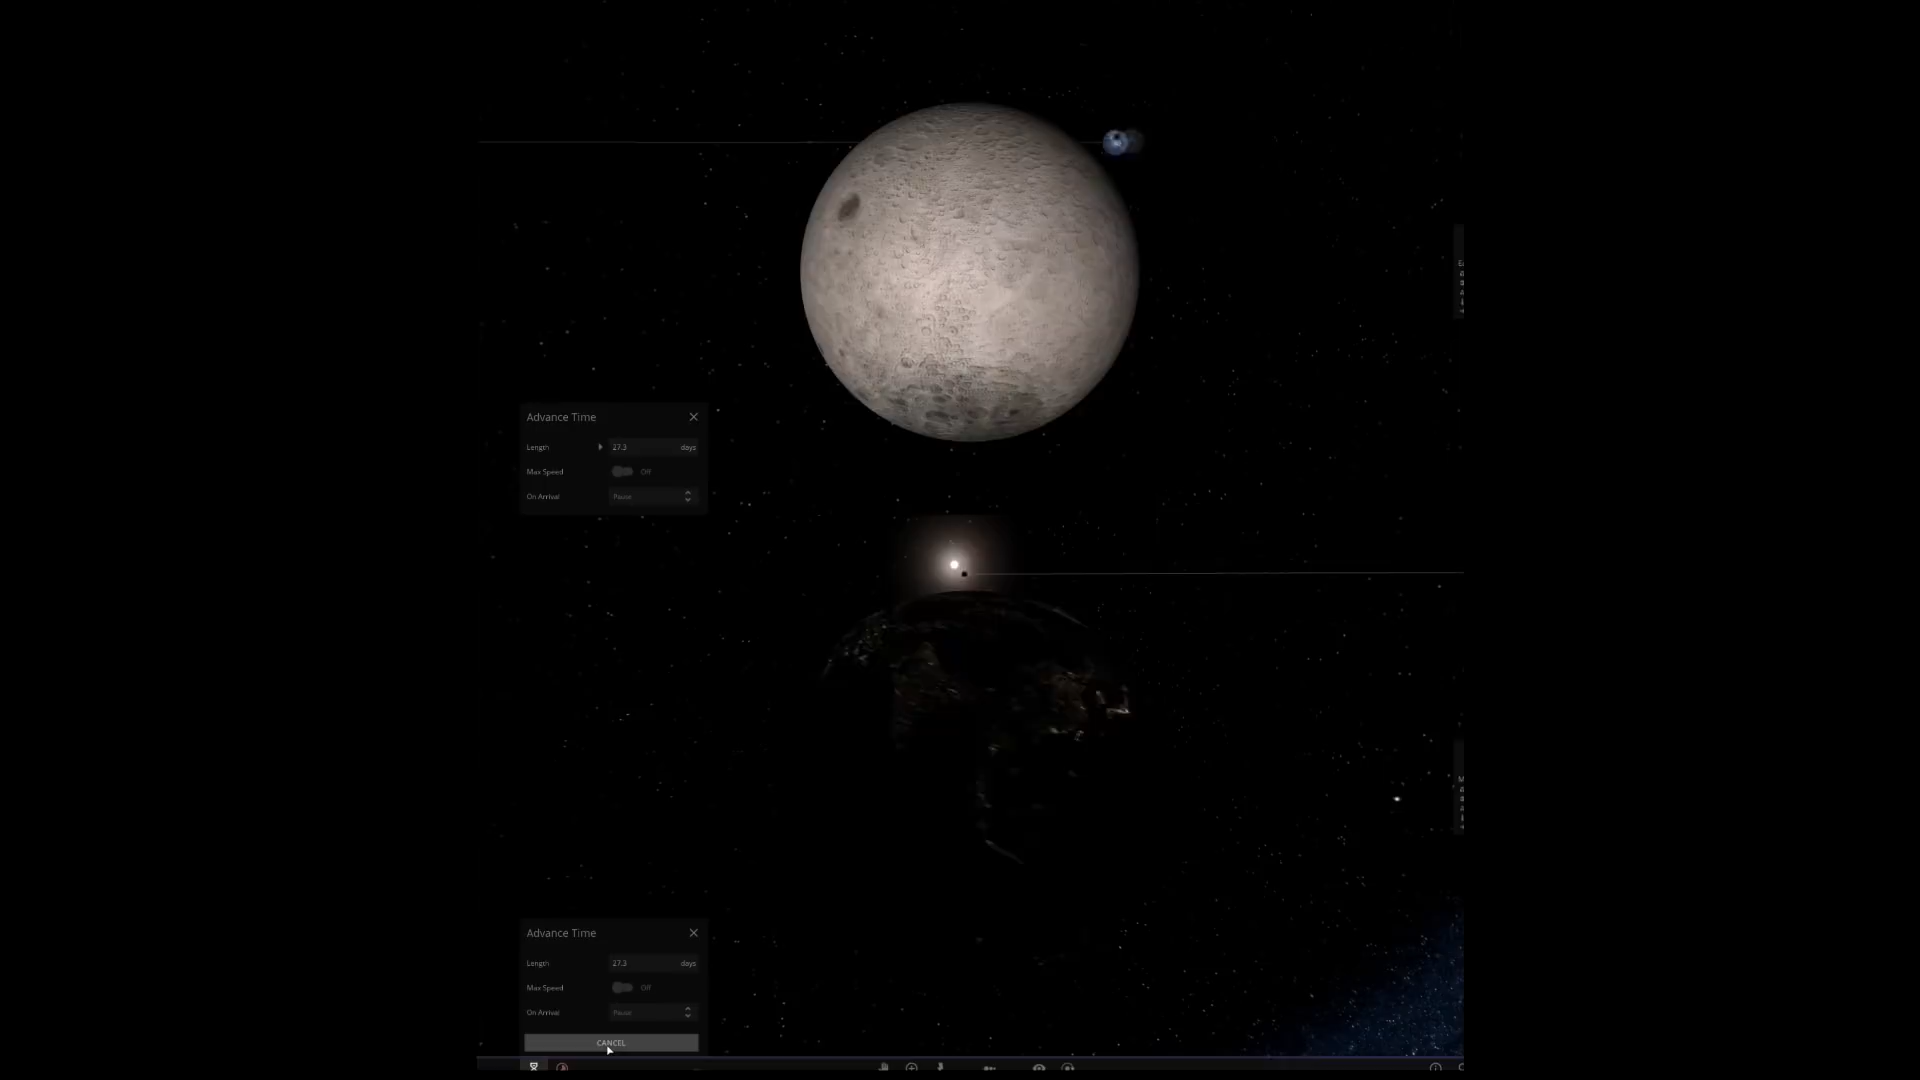 Advance Time
Length 27.3 days
Max Speed Off
On Arrival Pause
Advance Time
Length 27.3 days
Max Speed Off
On Arrival Pause
CANCEL